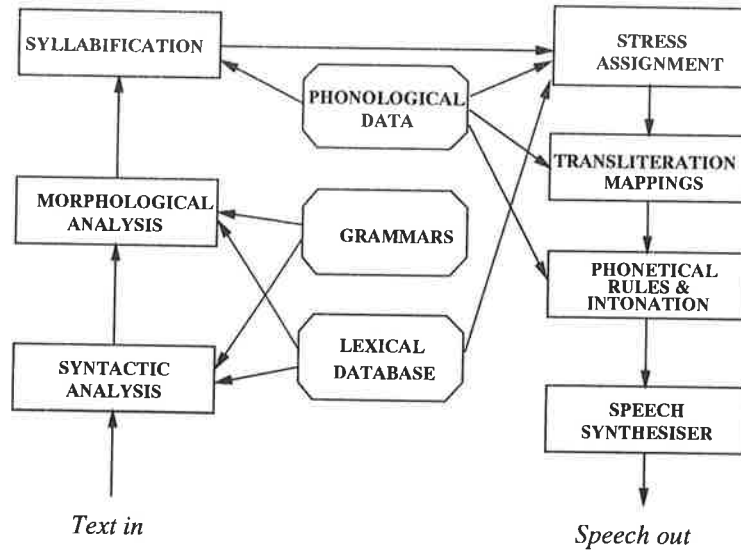 SYLLABIFICATION
STRESS
ASSIGNMENT
PHONOLOGICAL
DATA
TRANSLITERATION
MAPPINGS
MORPHOLOGICAL
ANALYSIS
GRAMMARS
PHONETICAL
RULES &
INTONATION
SYNTACTIC
ANALYSIS
LEXICAL
DATABASE
SPEECH
SYNTHESISER
Text in
Speech out